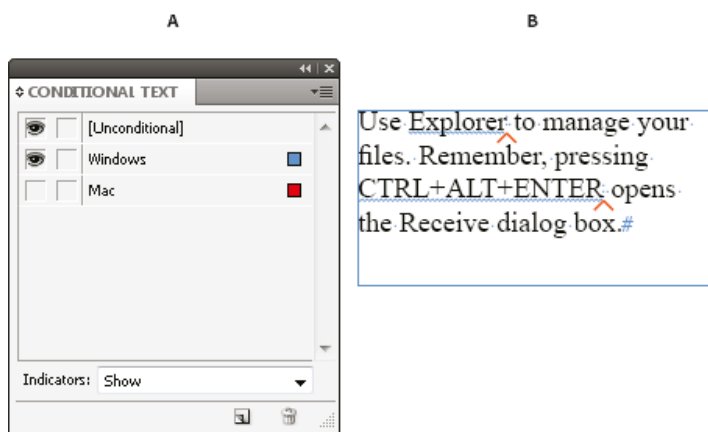 A
B
CONDITIONAL TEXT
[Unconditional]
Windows
Mac
Indicators: Show
Use Explorer to manage your
files. Remember, pressing
CTRL+ALT+ENTER opens
the Receive dialog box.#